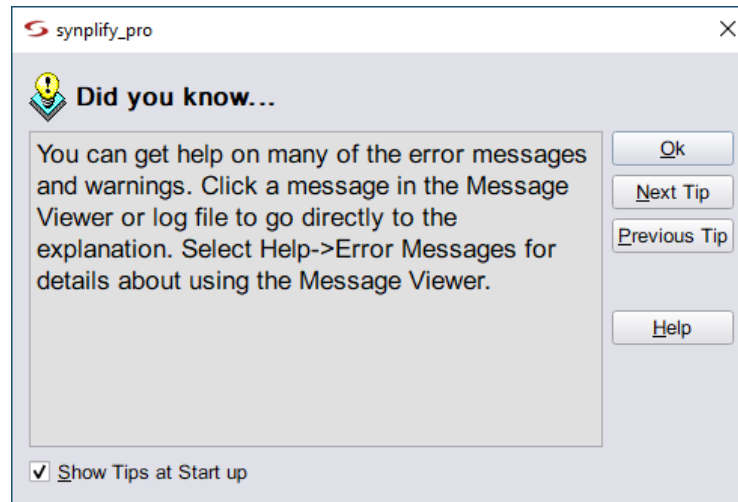 synplify_pro
Did you know...
You can get help on many of the error messages
and warnings. Click a message in the Message
Viewer or log file to go directly to the
explanation. Select Help->Error Messages for
details about using the Message Viewer.
Ok
Next Tip
Previous Tip
Help
Show Tips at Start up